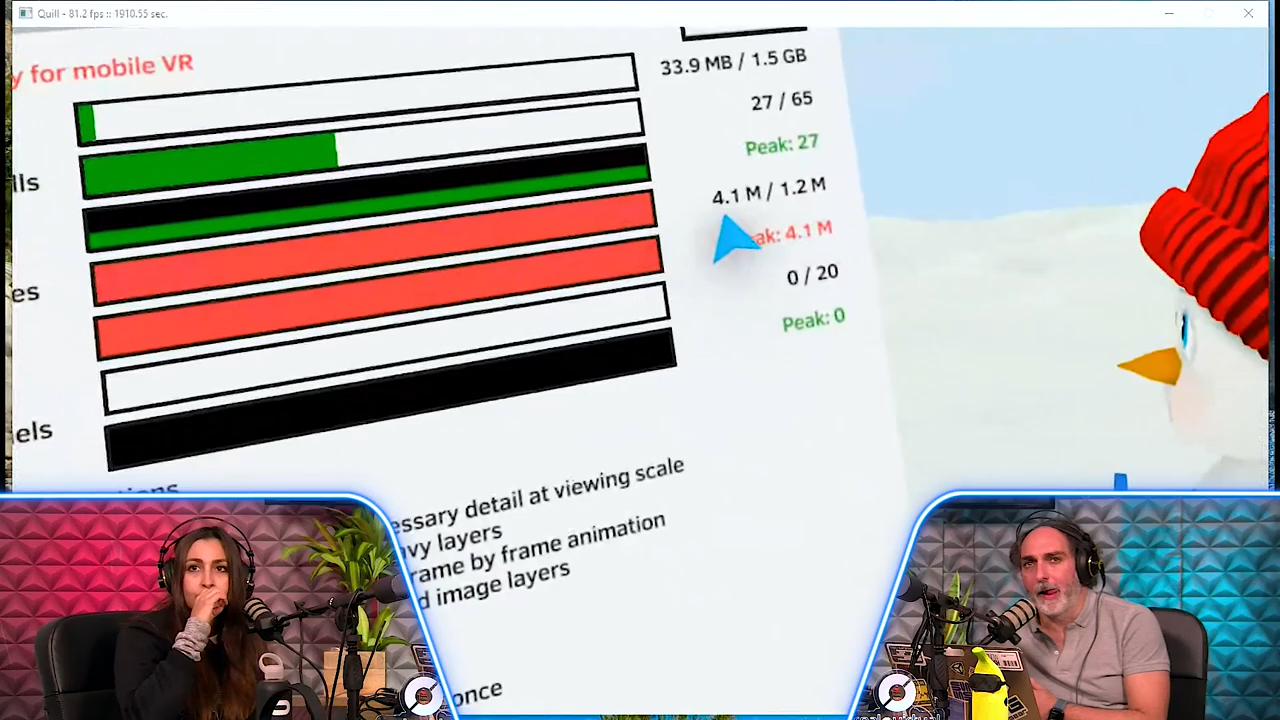 Quill - 81.2 fps :: 1910.55 sec.
y for mobile VR
33.9 MB / 1.5 GB
27 / 65
Peak: 27
lls
4.1 M / 1.2 M
ak: 4.1 M
es
0 / 20
Peak: 0
els
essary detail at viewing scale
avy layers
rame by frame animation
d image layers
once